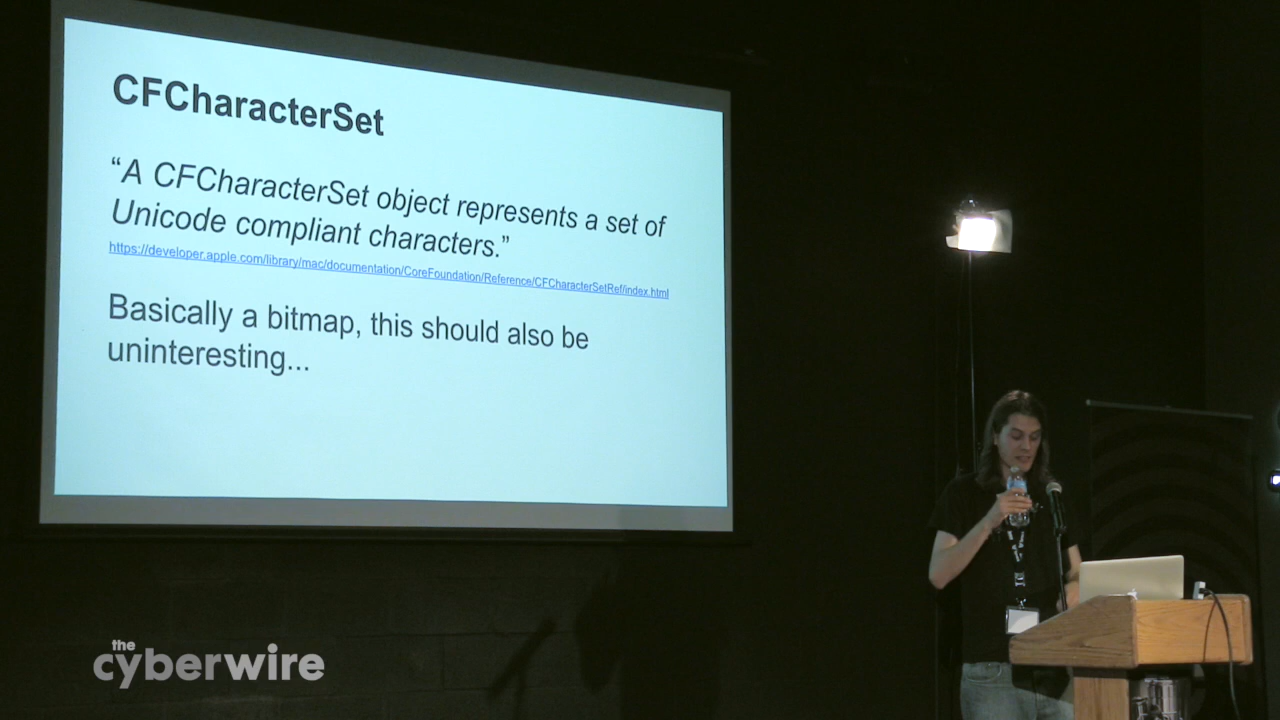 CFCharacterSet
“A CFCharacterSet object represents a set of
Unicode compliant characters.”
https://developer.apple.com/library/mac/documentation/CoreFoundation/Reference/CFCharacterSetRef/index.html
Basically a bitmap, this should also be
uninteresting...
the
cyberwire